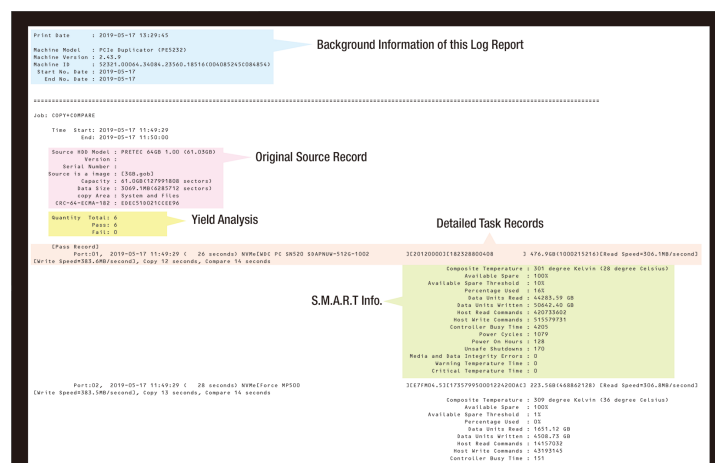 Print Date : 2019-05-17 13:29:45
Background Information of this Log Report
Machine Model : PCIe Duplicator (PE5232)
Machine Version : 2.43.9
Machine ID : 52321.00064.34084.23560.18516(004085245C084854)
Start No. Date : 2019-05-17
End No. Date : 2019-05-17
Job: COPY+COMPARE
Time Start: 2019-05-17 11:49:29
End: 2019-05-17 11:50:00
Source HDD Model : PRETEC 64GB 1.00 (61.03GB)
Version :
Original Source Record
Serial Number :
Source is a image : [3GB.gob]
Capacity : 61.0GB(127991808 sectors)
Data Size : 3069.1MB(6285712 sectors)
copy Area : System and Files
CRC-64-ECMA-182 : EDEC51D021CCEE96
Quantity Total: 6
Yield Analysis
Detailed Task Records
Pass: 6
Fail: 0
[Pass Record]
Port:01, 2019-05-17 11:49:29 ( 26 seconds) NVMe[WDC PC SN520 SDAPNUW-512G-1002 ][20120000][182328800408 ] 476.9GB(1000215216)[Read Speed=306.1MB/second]
[Write Speed=383.6MB/second], Copy 12 seconds, Compare 14 seconds
Composite Temperature : 301 degree Kelvin (28 degree Celsius)
Available Spare : 100%
Available Spare Threshold : 10%
Percentage Used : 16%
S.M.A.R.T Info.
Data Units Read : 44283.59 GB
Data Units Written : 50642.40 GB
Host Read Commands : 420733602
Host Write Commands : 515579731
Controller Busy Time : 4205
Power Cycles : 1079
Power On Hours : 128
Unsafe Shutdowns : 170
Media and Data Integrity Errors : 0
Warning Temperature Time : 0
Critical Temperature Time : 0
Port:02, 2019-05-17 11:49:29 ( 28 seconds) NVMe[Force MP500 ][E7FM04.5][17357995000122420​0AC] 223.5GB(468862128) [Read Speed=306.8MB/second]
[Write Speed=383.5MB/second], Copy 13 seconds, Compare 14 seconds
Composite Temperature : 309 degree Kelvin (36 degree Celsius)
Available Spare : 100%
Available Spare Threshold : 1%
Percentage Used : 0%
Data Units Read : 1651.12 GB
Data Units Written : 4508.73 GB
Host Read Commands : 14157032
Host Write Commands : 43193145
Controller Busy Time : 151